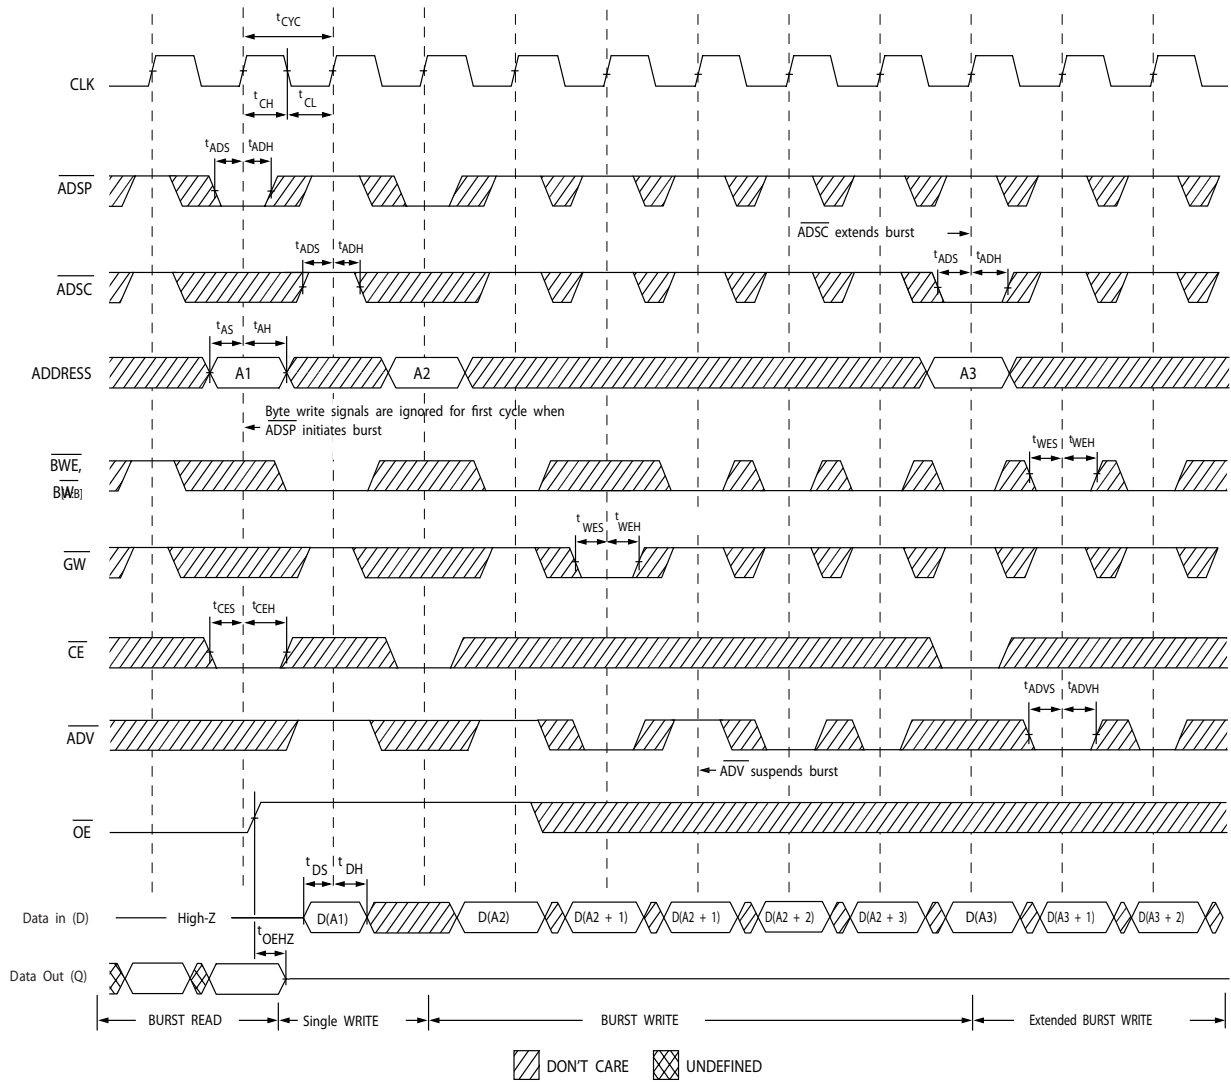 tCYC
CLK
tCH tCL
tADS tADH
ADSP
ADSC extends burst
tADS tADH
tADS tADH
ADSC
tAS tAH
ADDRESS A1 A2 A3
Byte write signals are ignored for first cycle when
ADSP initiates burst
tWES tWEH
BWE,
BW[A:B]
tWES tWEH
GW
tCES tCEH
CE
tADVS tADVH
ADV
ADV suspends burst
OE
tDS tDH
Data in (D) High-Z D(A1) D(A2) D(A2 + 1) D(A2 + 1) D(A2 + 2) D(A2 + 3) D(A3) D(A3 + 1) D(A3 + 2)
tOEHZ
Data Out (Q)
BURST READ Single WRITE BURST WRITE Extended BURST WRITE
DON'T CARE UNDEFINED